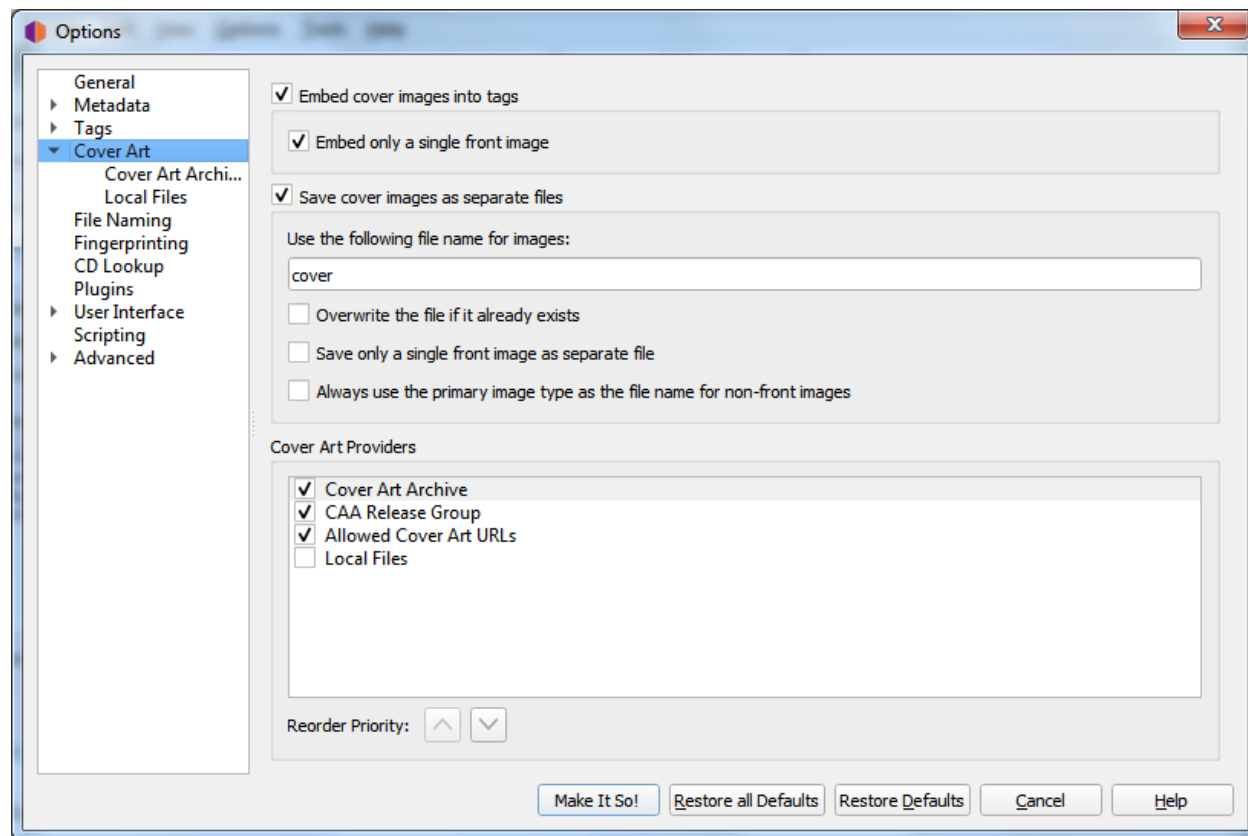 Options
View Options Tools Help
General
Metadata
Tags
Cover Art
Cover Art Archi...
Local Files
File Naming
Fingerprinting
CD Lookup
Plugins
User Interface
Scripting
Advanced
Embed cover images into tags
Embed only a single front image
Save cover images as separate files
Use the following file name for images:
cover
Overwrite the file if it already exists
Save only a single front image as separate file
Always use the primary image type as the file name for non-front images
Cover Art Providers
Cover Art Archive
CAA Release Group
Allowed Cover Art URLs
Local Files
Reorder Priority:
Make It So! Restore all Defaults Restore Defaults Cancel Help